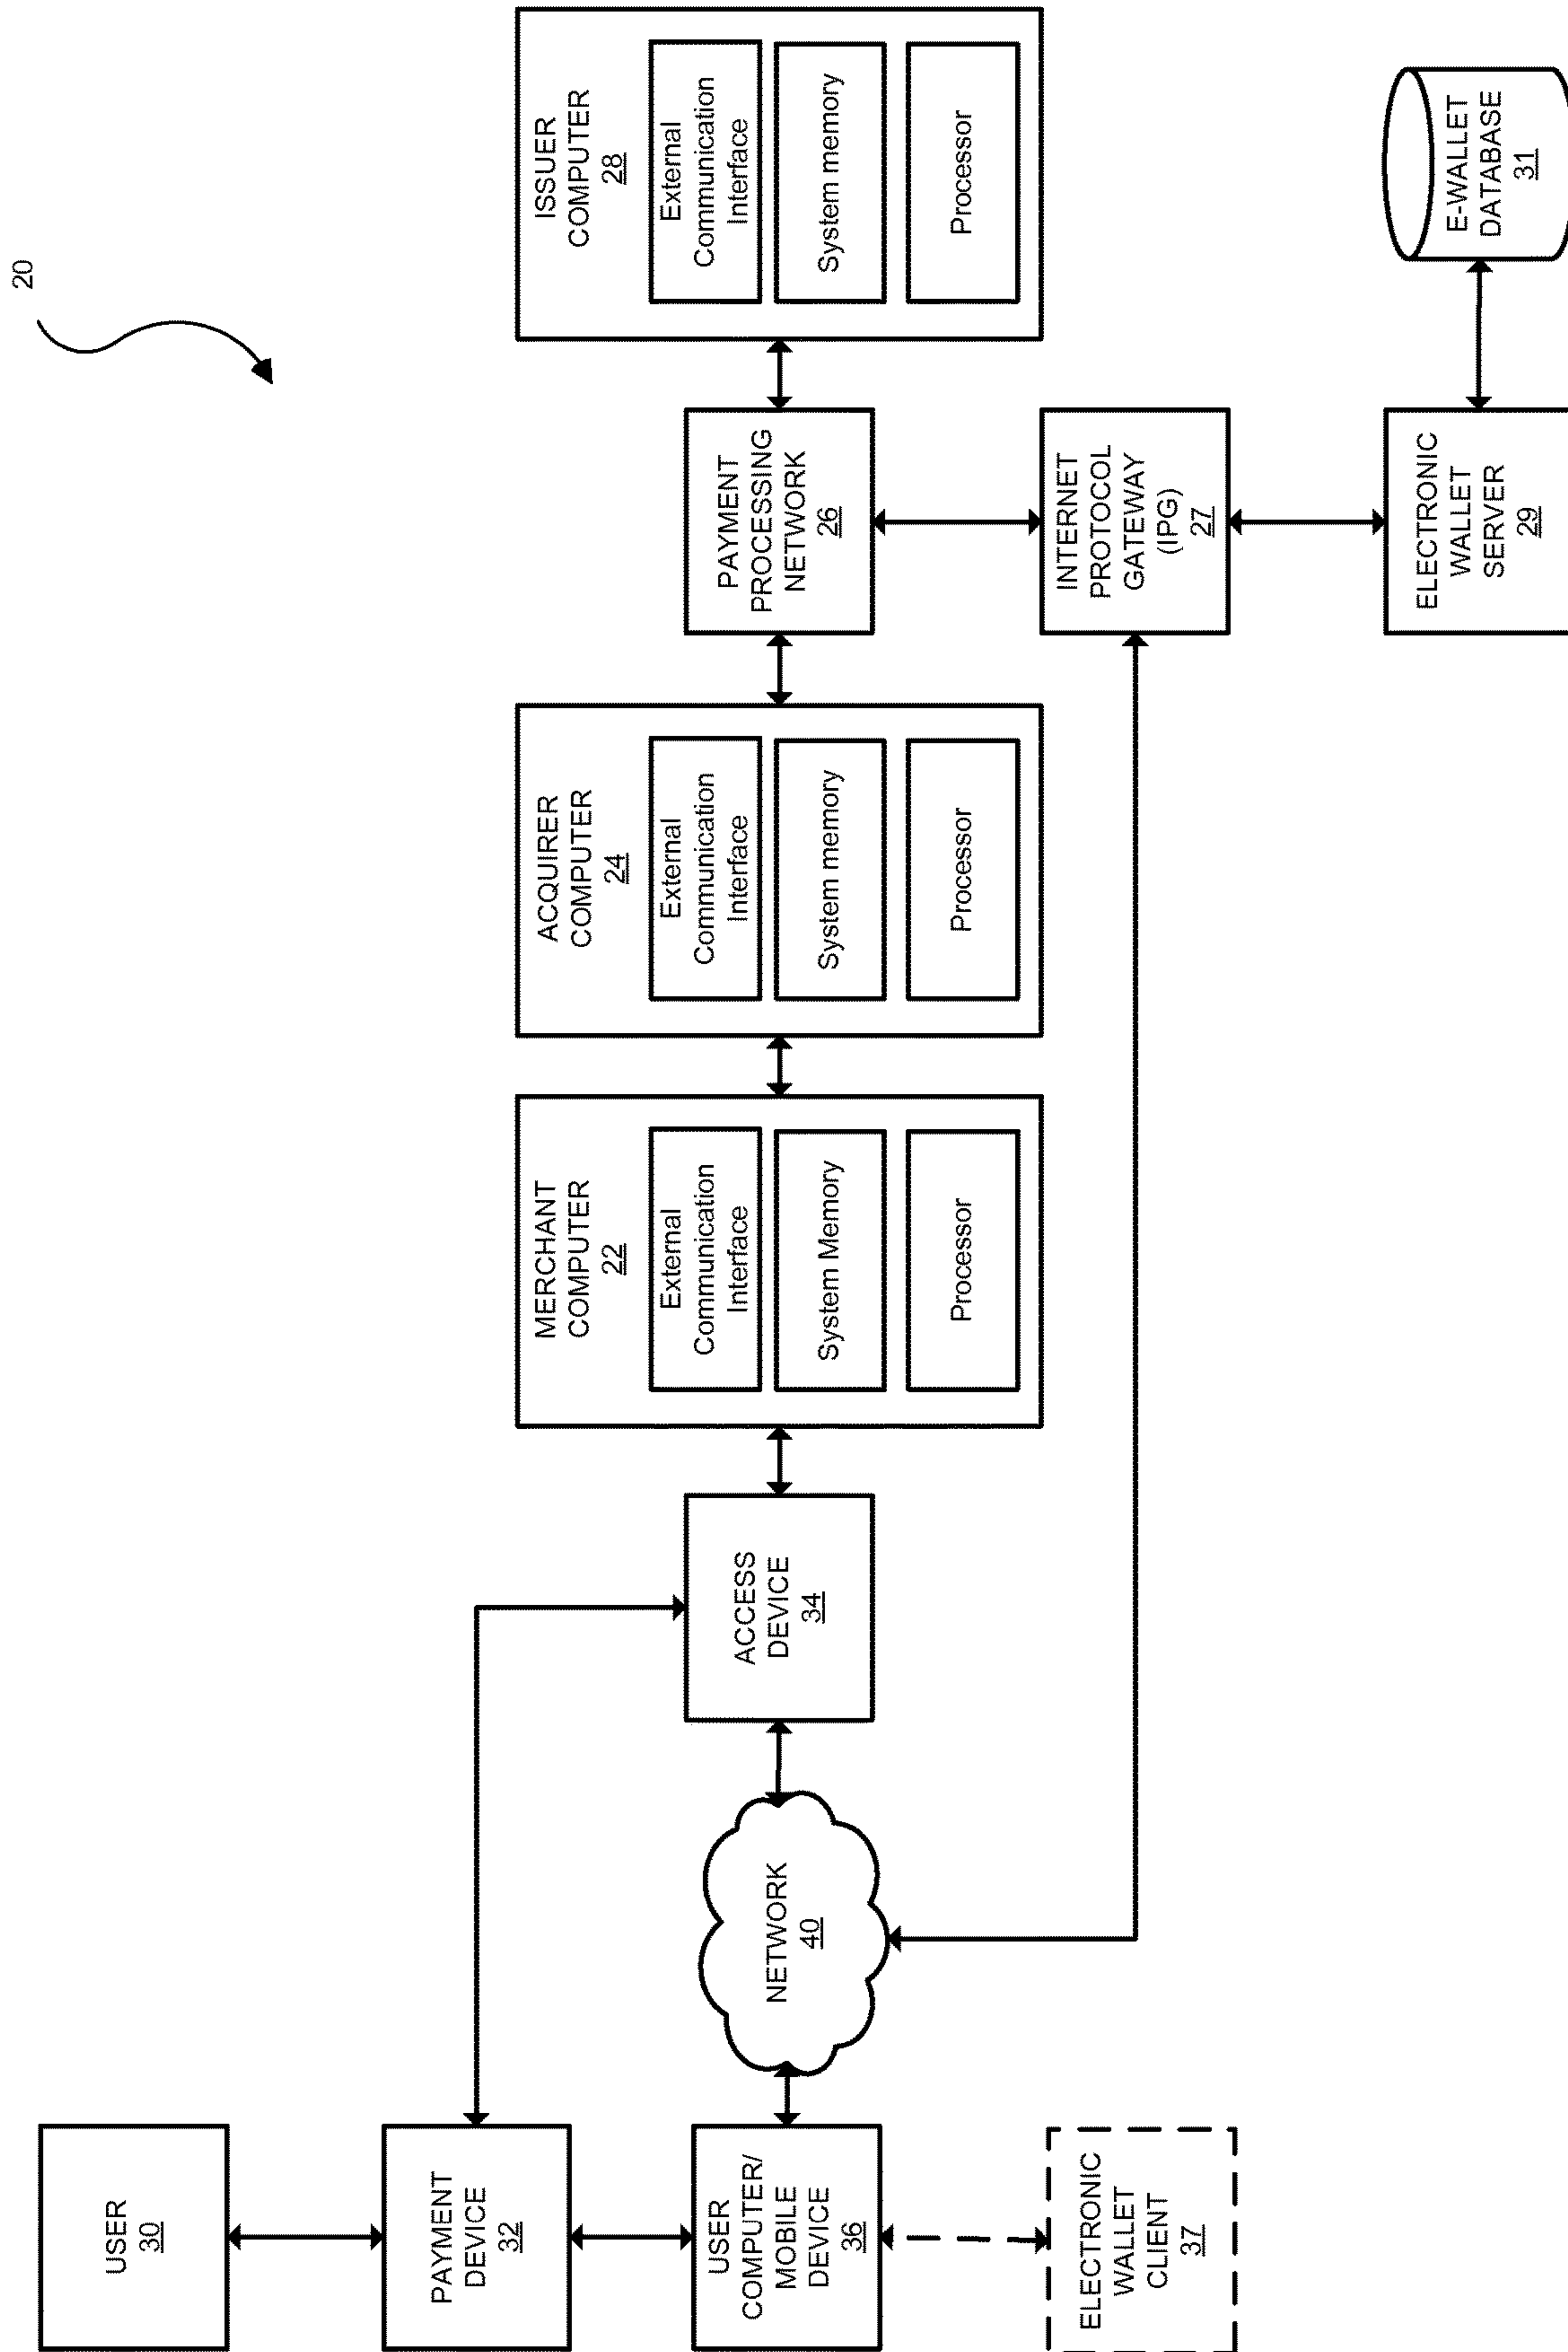 20
USER
30
PAYMENT
DEVICE
32
USER
COMPUTER/
MOBILE
DEVICE
36
ELECTRONIC
WALLET
CLIENT
37
NETWORK
40
ACCESS
DEVICE
34
MERCHANT
COMPUTER
22
External
Communication
Interface
System Memory
Processor
ACQUIRER
COMPUTER
24
External
Communication
Interface
System memory
Processor
PAYMENT
PROCESSING
NETWORK
26
INTERNET
PROTOCOL
GATEWAY
(IPG)
27
ELECTRONIC
WALLET
SERVER
29
ISSUER
COMPUTER
28
External
Communication
Interface
System memory
Processor
E-WALLET
DATABASE
31